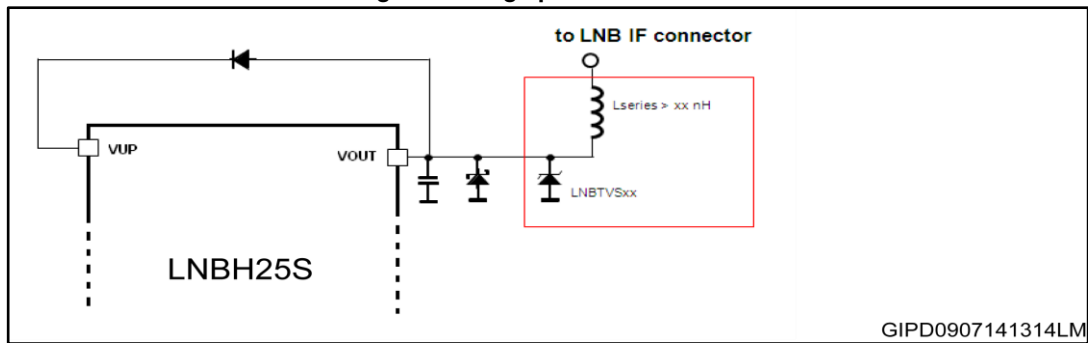 to LNB IF connector
Lseries > xx nH
VUP
VOUT
LNBTVSxx
LNBH25S
GIPD0907141314LM